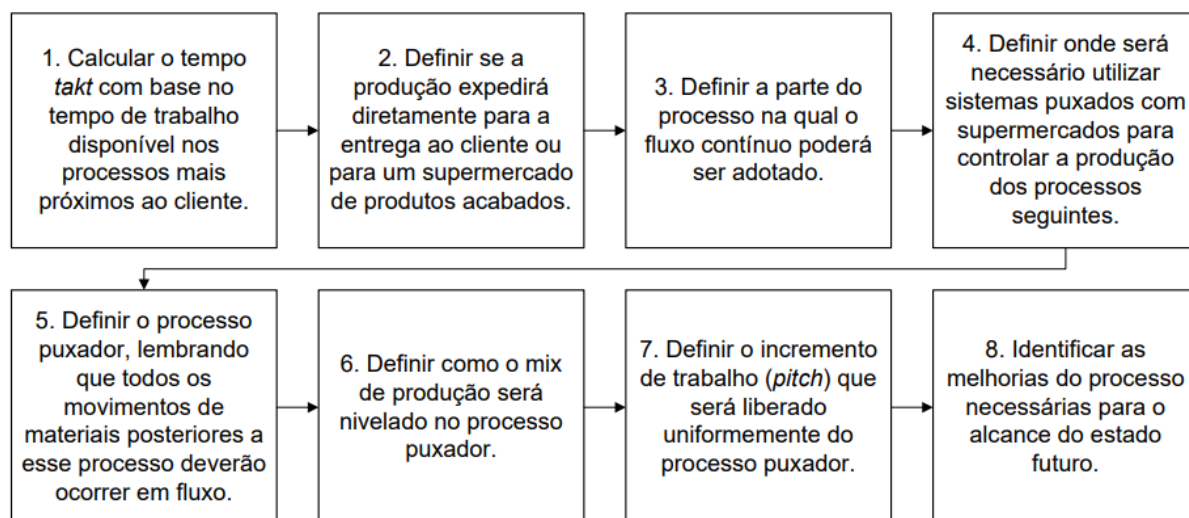 1. Calcular o tempo
takt com base no
tempo de trabalho
disponível nos
processos mais
próximos ao cliente.
2. Definir se a
produção expedirá
diretamente para a
entrega ao cliente ou
para um supermercado
de produtos acabados.
3. Definir a parte do
processo na qual o
fluxo contínuo poderá
ser adotado.
4. Definir onde será
necessário utilizar
sistemas puxados com
supermercados para
controlar a produção
dos processos
seguintes.
5. Definir o processo
puxador, lembrando
que todos os
movimentos de
materiais posteriores a
esse processo deverão
ocorrer em fluxo.
6. Definir como o mix
de produção será
nivelado no processo
puxador.
7. Definir o incremento
de trabalho (pitch) que
será liberado
uniformemente do
processo puxador.
8. Identificar as
melhorias do processo
necessárias para o
alcance do estado
futuro.